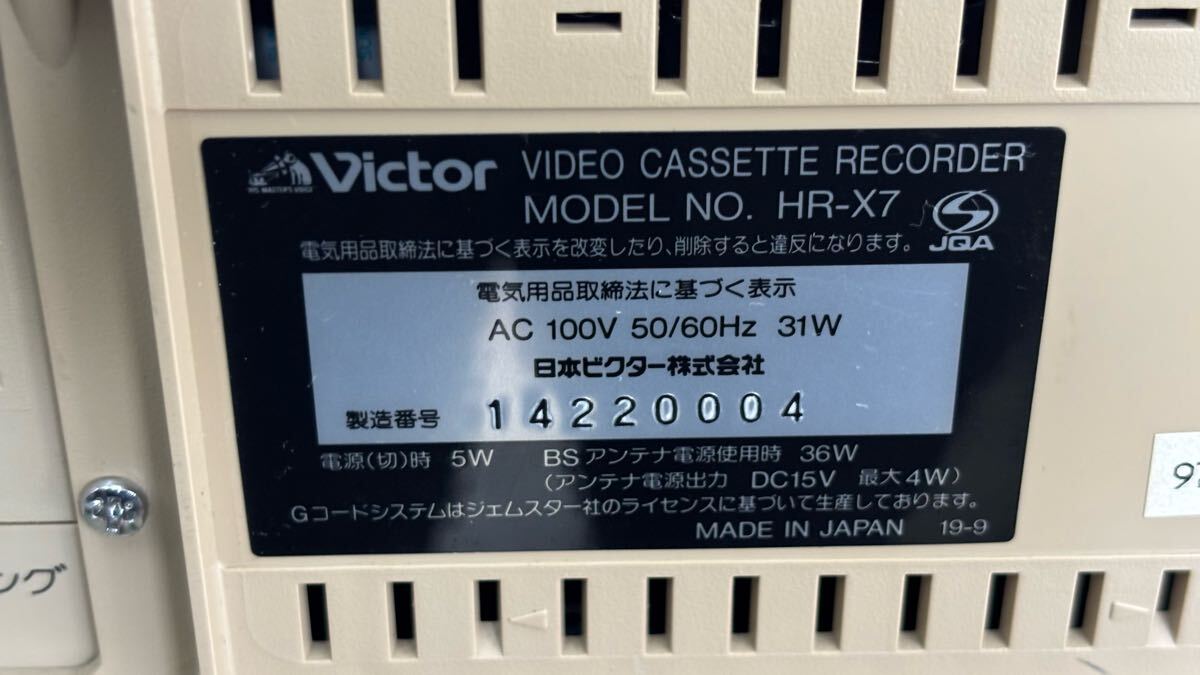 Victor VIDEO CASSETTE RECORDER
HIS MASTER'S VOICE
MODEL NO. HR-X7
JQA
電気用品取締法に基づく表示を改変したり、削除すると違反になります。
電気用品取締法に基づく表示
AC 100V 50/60Hz 31W
日本ビクター株式会社
製造番号 14220004
電源(切)時 5W BSアンテナ電源使用時 36W
(アンテナ電源出力 DC15V 最大4W)
Gコードシステムはジェムスター社のライセンスに基づいて生産しております。
MADE IN JAPAN 19-9
ング